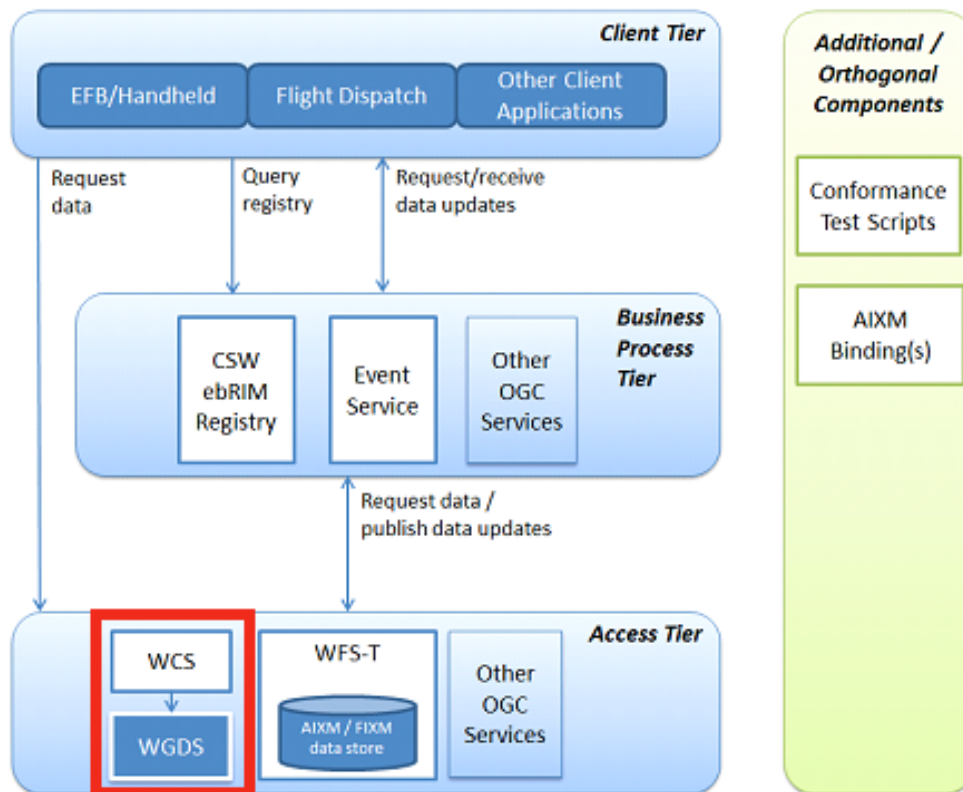 Client Tier
EFB/Handheld
Flight Dispatch
Other Client
Applications
Request
data
Query
registry
Request/receive
data updates
Business
Process
Tier
CSW
ebRIM
Registry
Event
Service
Other
OGC
Services
Request data /
publish data updates
Access Tier
WCS
WGDS
WFS-T
AIXM / FIXM
data store
Other
OGC
Services
Additional /
Orthogonal
Components
Conformance
Test Scripts
AIXM
Binding(s)